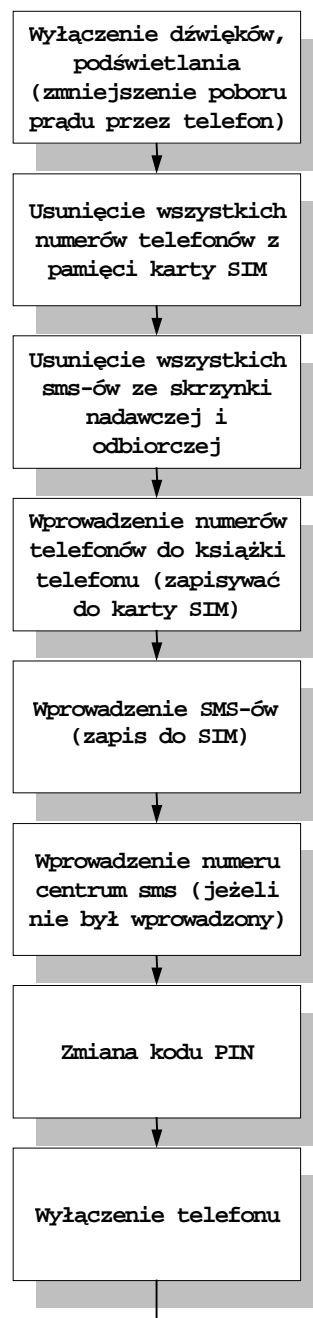 Wyłączenie dźwięków,
podświetlania
(zmniejszenie poboru
prądu przez telefon)
Usunięcie wszystkich
numerów telefonów z
pamięci karty SIM
Usunięcie wszystkich
sms-ów ze skrzynki
nadawczej i
odbiorczej
Wprowadzenie numerów
telefonów do książki
telefonu (zapisywać
do karty SIM)
Wprowadzenie SMS-ów
(zapis do SIM)
Wprowadzenie numeru
centrum sms (jeżeli
nie był wprowadzony)
Zmiana kodu PIN
Wyłączenie telefonu